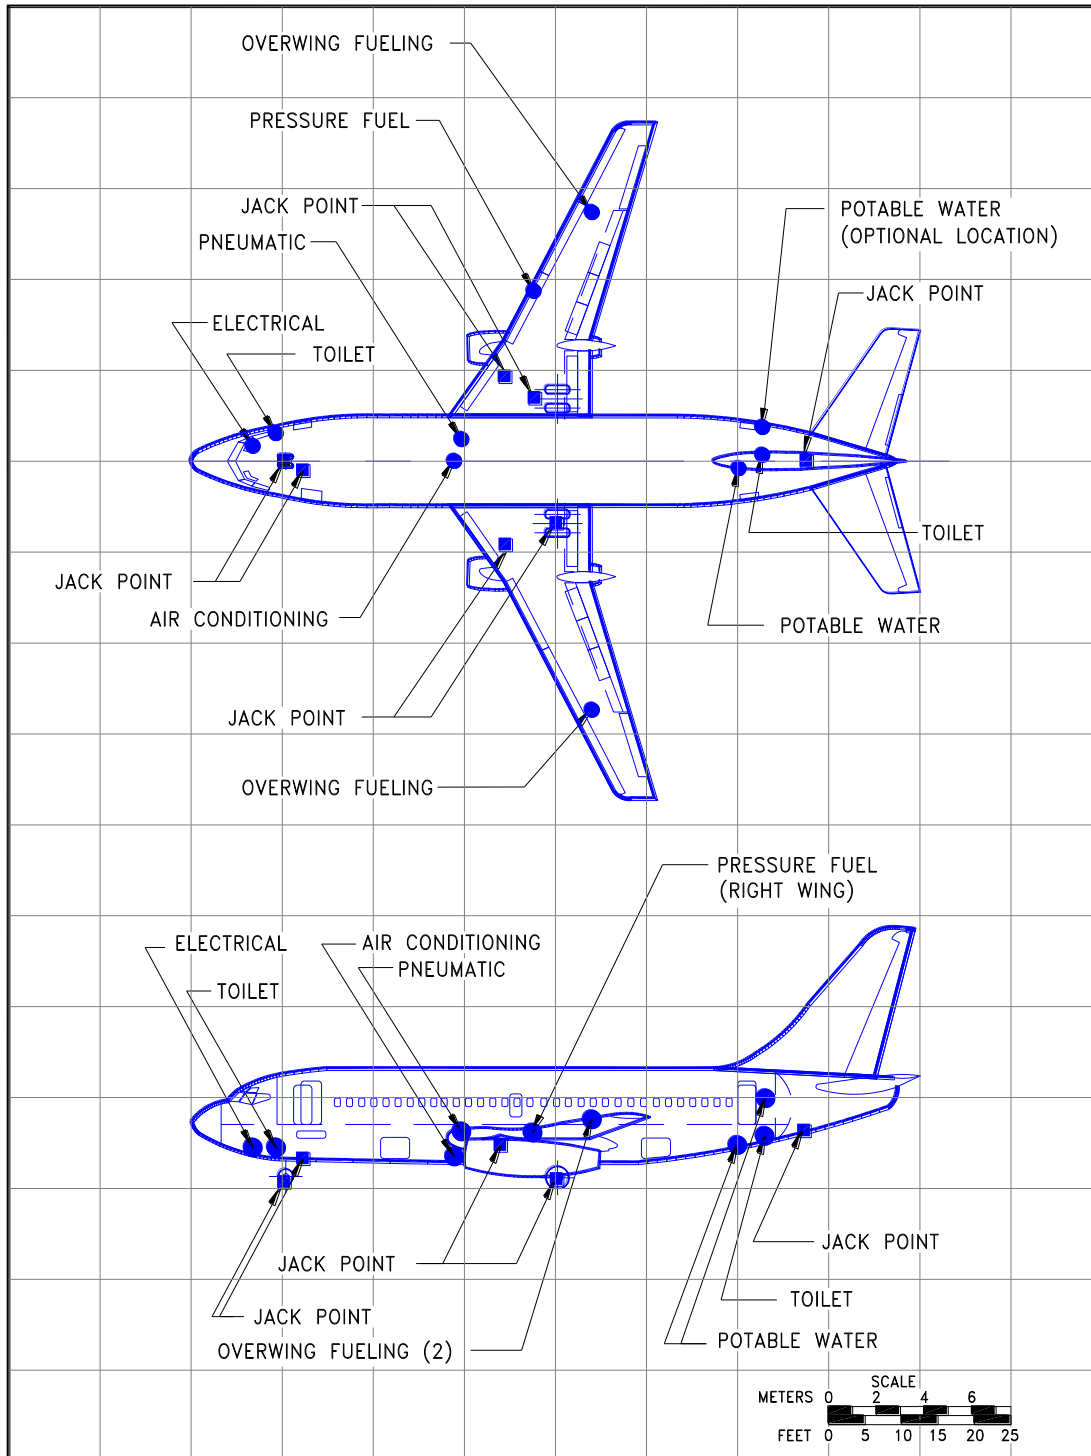 OVERWING FUELING
PRESSURE FUEL
JACK POINT
PNEUMATIC
POTABLE WATER
(OPTIONAL LOCATION)
JACK POINT
ELECTRICAL
TOILET
TOILET
JACK POINT
AIR CONDITIONING
POTABLE WATER
JACK POINT
OVERWING FUELING
PRESSURE FUEL
(RIGHT WING)
ELECTRICAL
AIR CONDITIONING
PNEUMATIC
TOILET
JACK POINT
JACK POINT
TOILET
JACK POINT
POTABLE WATER
OVERWING FUELING (2)
SCALE
METERS 0 2 4 6
FEET 0 5 10 15 20 25